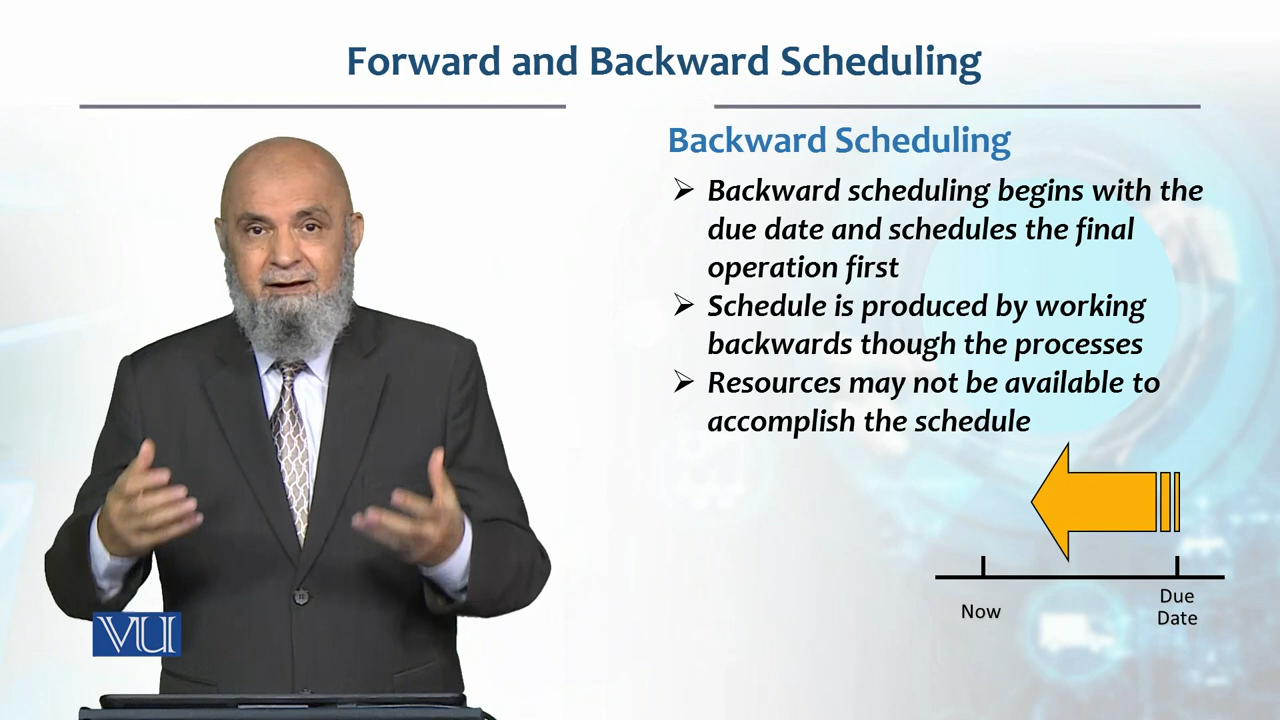 Forward and Backward Scheduling
Backward Scheduling
➢ Backward scheduling begins with the
due date and schedules the final
operation first
➢ Schedule is produced by working
backwards though the processes
➢ Resources may not be available to
accomplish the schedule
Now
Due
Date
VU